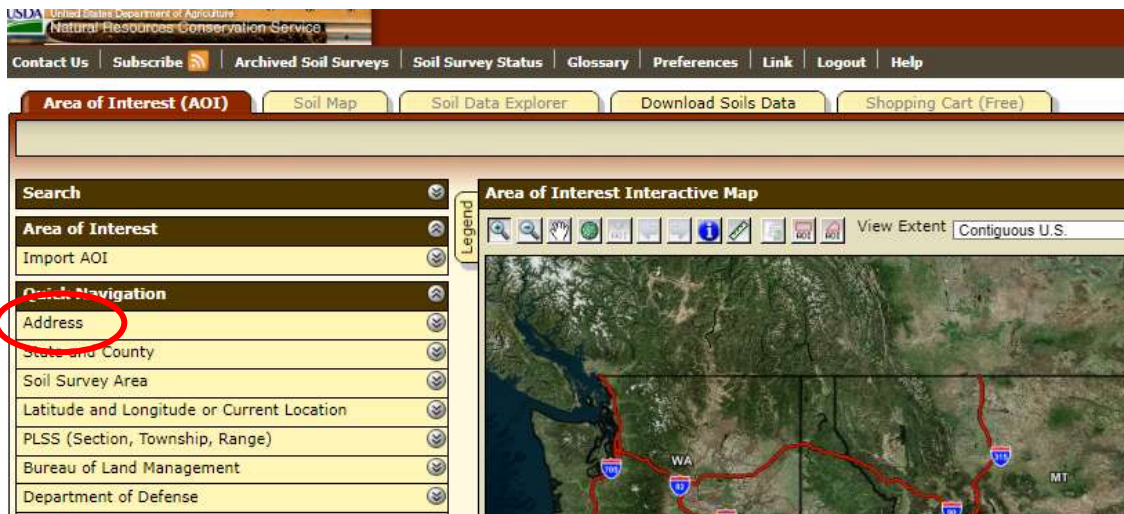 USDA United States Department of Agriculture
Natural Resources Conservation Service
Contact Us Subscribe Archived Soil Surveys Soil Survey Status Glossary Preferences Link Logout Help
Area of Interest (AOI) Soil Map Soil Data Explorer Download Soils Data Shopping Cart (Free)
Search
Area of Interest
Import AOI
Quick Navigation
Address
State and County
Soil Survey Area
Latitude and Longitude or Current Location
PLSS (Section, Township, Range)
Bureau of Land Management
Department of Defense
Legend
Area of Interest Interactive Map
AOI AOI View Extent Contiguous U.S.
WA
MT
315